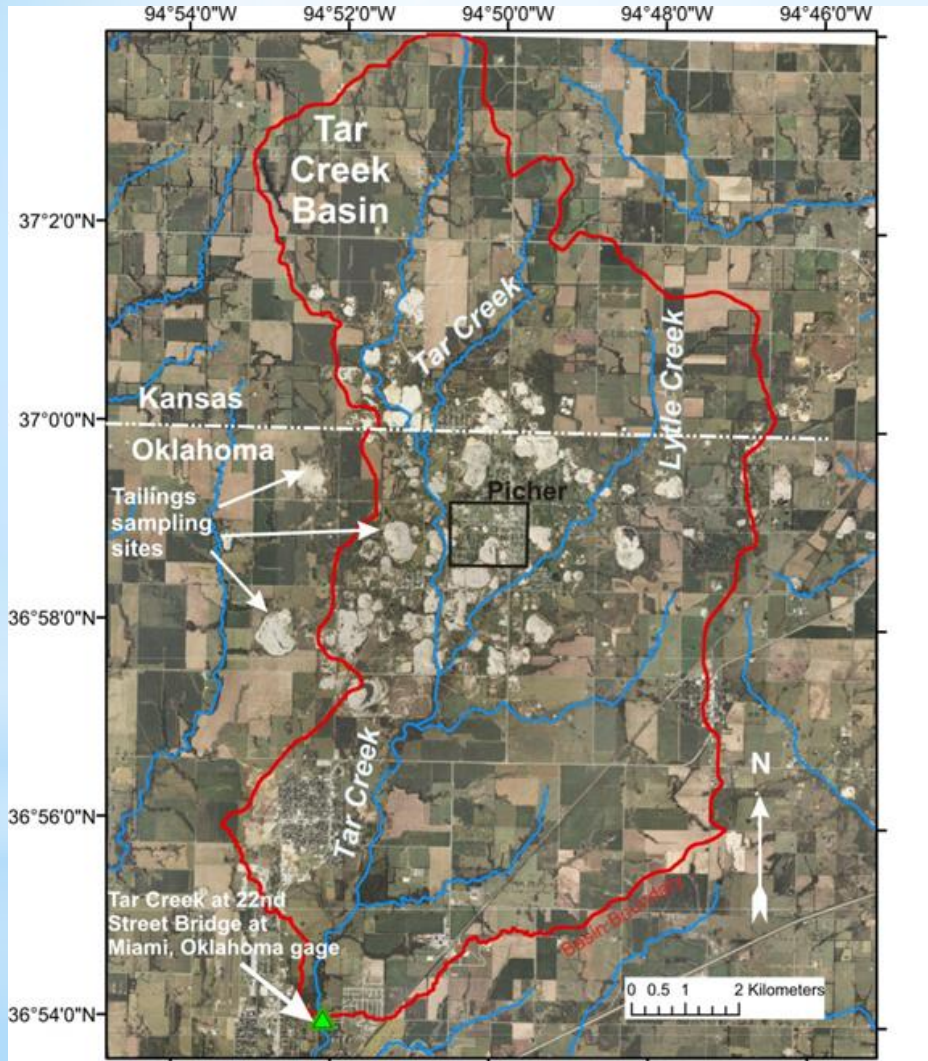 94°54'0"W 94°52'0"W 94°50'0"W 94°48'0"W 94°46'0"W
Tar
Creek
Basin
37°2'0"N
Tar Creek
Lytle Creek
37°0'0"N
Kansas
Oklahoma
Tailings
sampling
sites
Picher
36°58'0"N
Tar Creek
N
36°56'0"N
Tar Creek at 22nd
Street Bridge at
Miami, Oklahoma gage
Basin Boundary
0 0.5 1 2 Kilometers
36°54'0"N